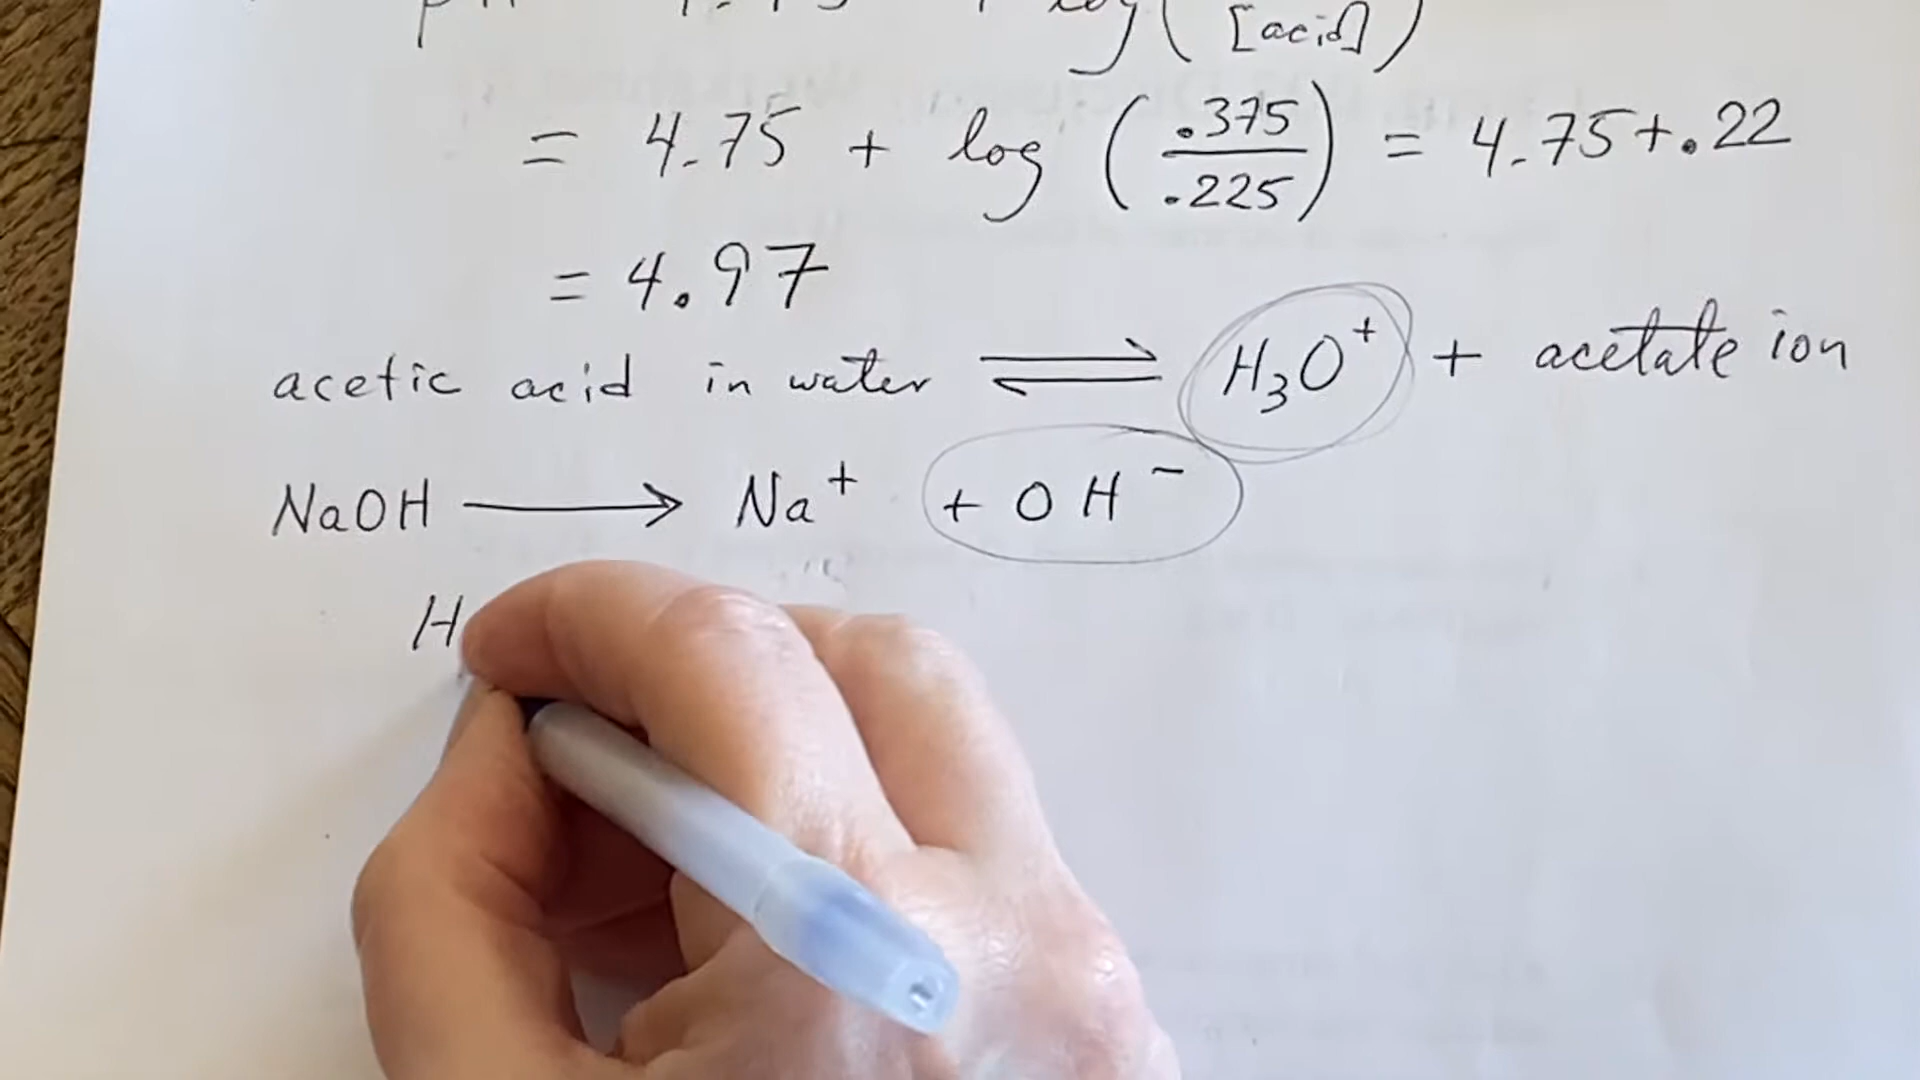 [acid] )
= 4.75 + log ( .375 / .225 ) = 4.75 + .22
= 4.97
acetic acid in water ⇌ H₃O⁺ + acetate ion
NaOH ⟶ Na⁺ + OH⁻
H